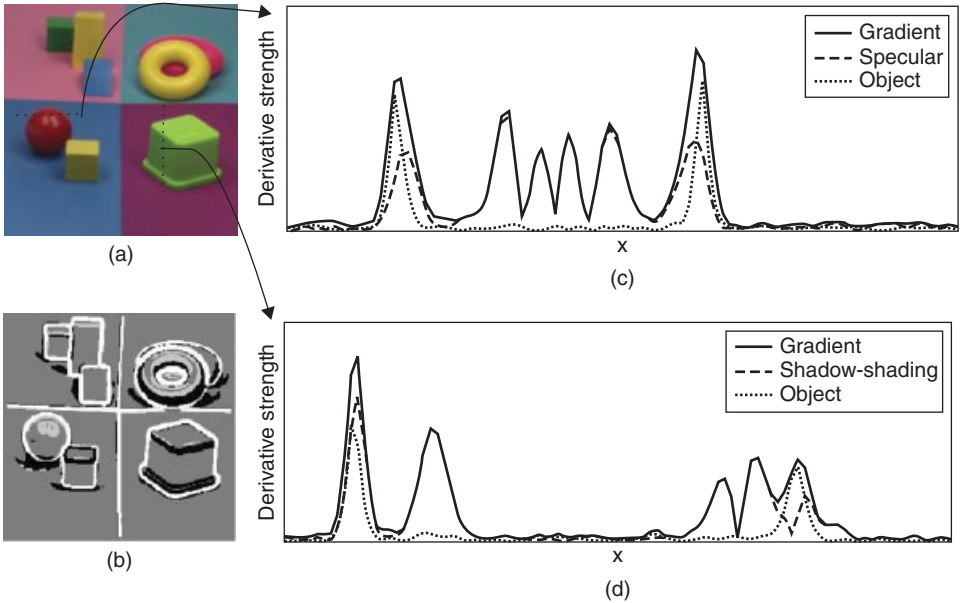 Gradient
Specular
Object
Derivative strength
x
(a)
(c)
Gradient
Shadow-shading
Object
Derivative strength
x
(b)
(d)